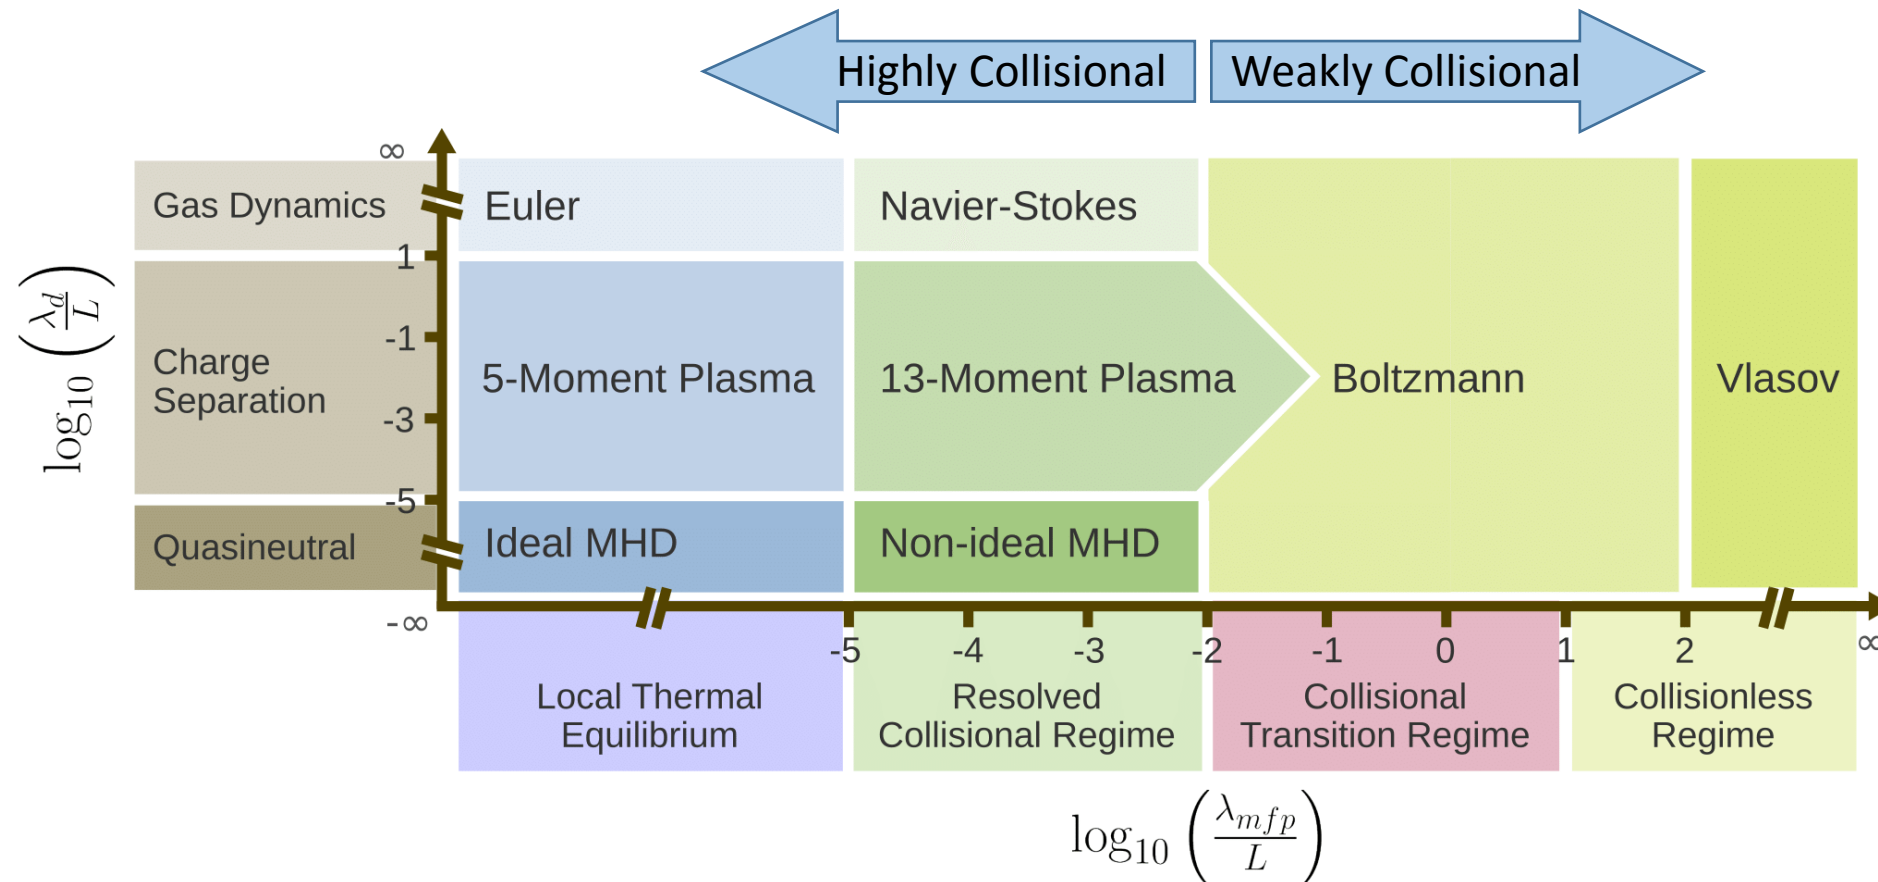 Highly Collisional
Weakly Collisional
∞
Gas Dynamics
Euler
Navier-Stokes
1
log₁₀ (λ_d / L)
-1
Charge
Separation
5-Moment Plasma
13-Moment Plasma
Boltzmann
Vlasov
-3
-5
Quasineutral
Ideal MHD
Non-ideal MHD
-∞
-5
-4
-3
-2
-1
0
1
2
∞
Local Thermal
Equilibrium
Resolved
Collisional Regime
Collisional
Transition Regime
Collisionless
Regime
log₁₀ (λ_mfp / L)